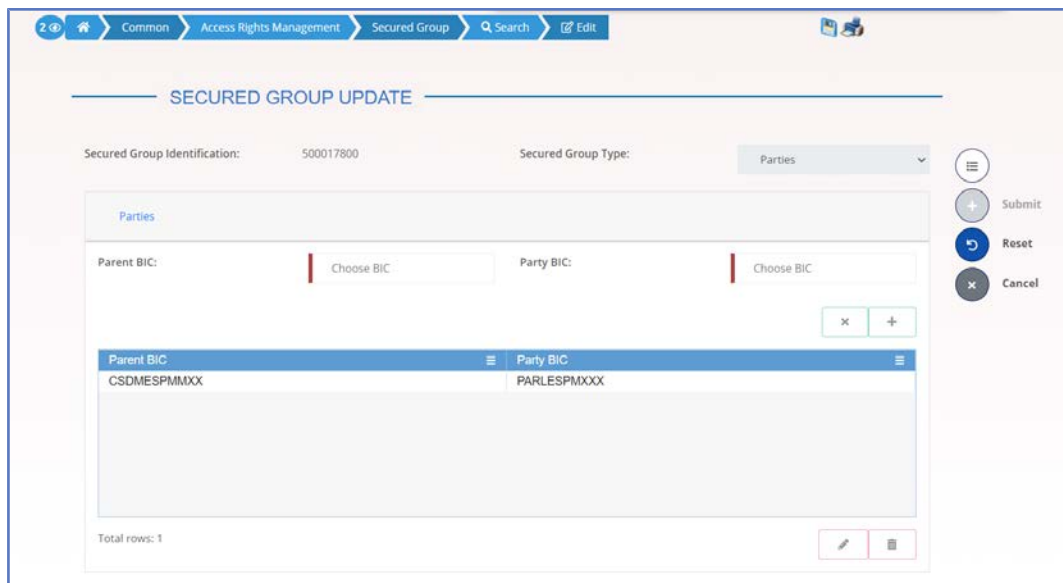 2 Common Access Rights Management Secured Group Search Edit
SECURED GROUP UPDATE
Secured Group Identification: 500017800 Secured Group Type: Parties
Submit
Parties
Reset
Parent BIC: Choose BIC Party BIC: Choose BIC
Cancel
Parent BIC Party BIC
CSDMESPMMXX PARLESPMXXX
Total rows: 1